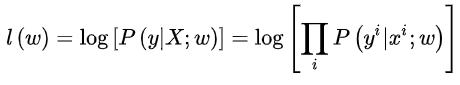 l (w) = log [P (y|X; w)] = log [∏_i P (y^i|x^i; w)]